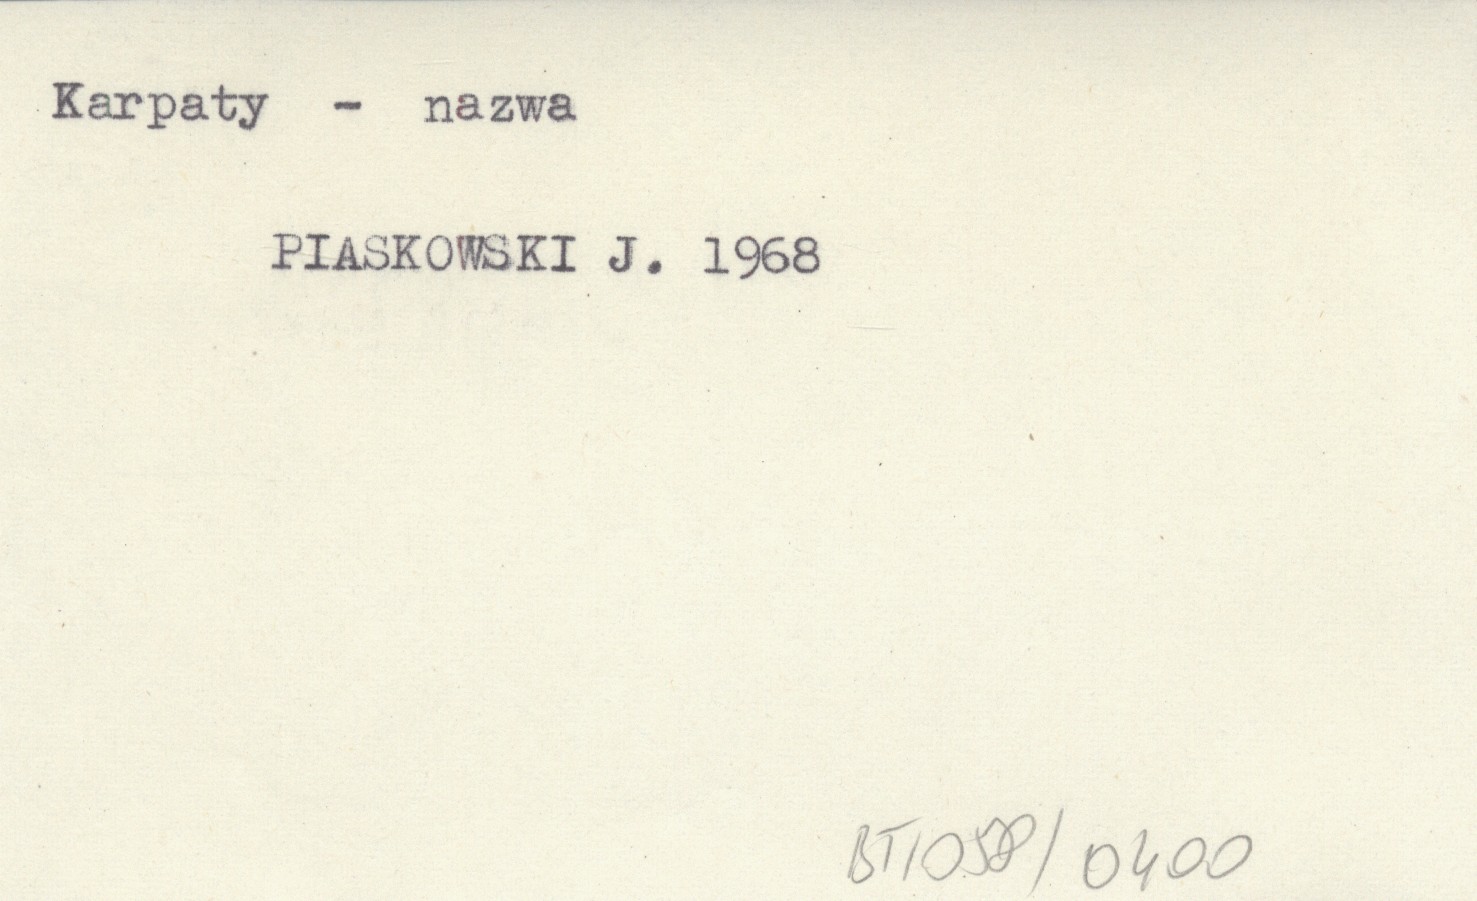 Karpaty - nazwa
PIASKOWSKI J. 1968
BT1058/0400